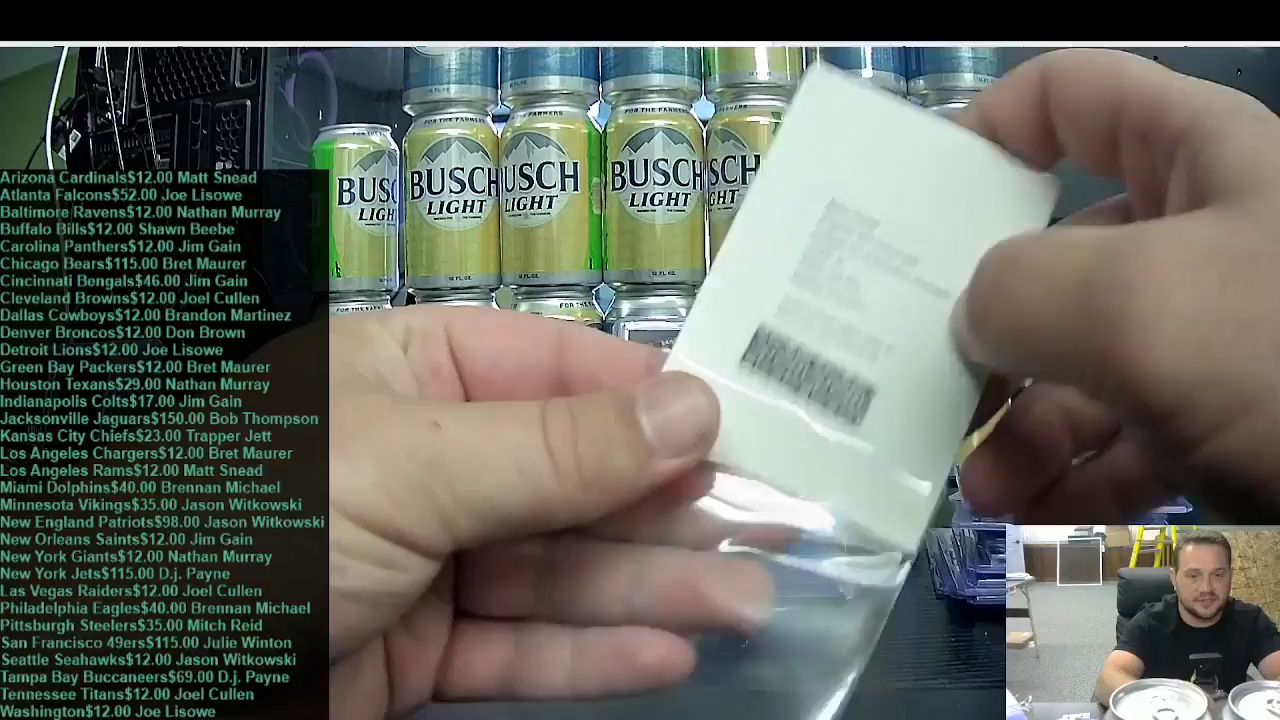 FOR THE FARMERS
FOR THE FARMERS
BUSCH
LIGHT
BUSCH
LIGHT
USCH
LIGHT
BUSCH
LIGHT
SCH
GHT
Arizona Cardinals$12.00 Matt Snead
Atlanta Falcons$52.00 Joe Lisowe
Baltimore Ravens$12.00 Nathan Murray
Buffalo Bills$12.00 Shawn Beebe
Carolina Panthers$12.00 Jim Gain
Chicago Bears$115.00 Bret Maurer
Cincinnati Bengals$46.00 Jim Gain
Cleveland Browns$12.00 Joel Cullen
Dallas Cowboys$12.00 Brandon Martinez
Denver Broncos$12.00 Don Brown
Detroit Lions$12.00 Joe Lisowe
Green Bay Packers$12.00 Bret Maurer
Houston Texans$29.00 Nathan Murray
Indianapolis Colts$17.00 Jim Gain
Jacksonville Jaguars$150.00 Bob Thompson
Kansas City Chiefs$23.00 Trapper Jett
Los Angeles Chargers$12.00 Bret Maurer
Los Angeles Rams$12.00 Matt Snead
Miami Dolphins$40.00 Brennan Michael
Minnesota Vikings$35.00 Jason Witkowski
New England Patriots$98.00 Jason Witkowski
New Orleans Saints$12.00 Jim Gain
New York Giants$12.00 Nathan Murray
New York Jets$115.00 D.j. Payne
Las Vegas Raiders$12.00 Joel Cullen
Philadelphia Eagles$40.00 Brennan Michael
Pittsburgh Steelers$35.00 Mitch Reid
San Francisco 49ers$115.00 Julie Winton
Seattle Seahawks$12.00 Jason Witkowski
Tampa Bay Buccaneers$69.00 D.j. Payne
Tennessee Titans$12.00 Joel Cullen
Washington$12.00 Joe Lisowe